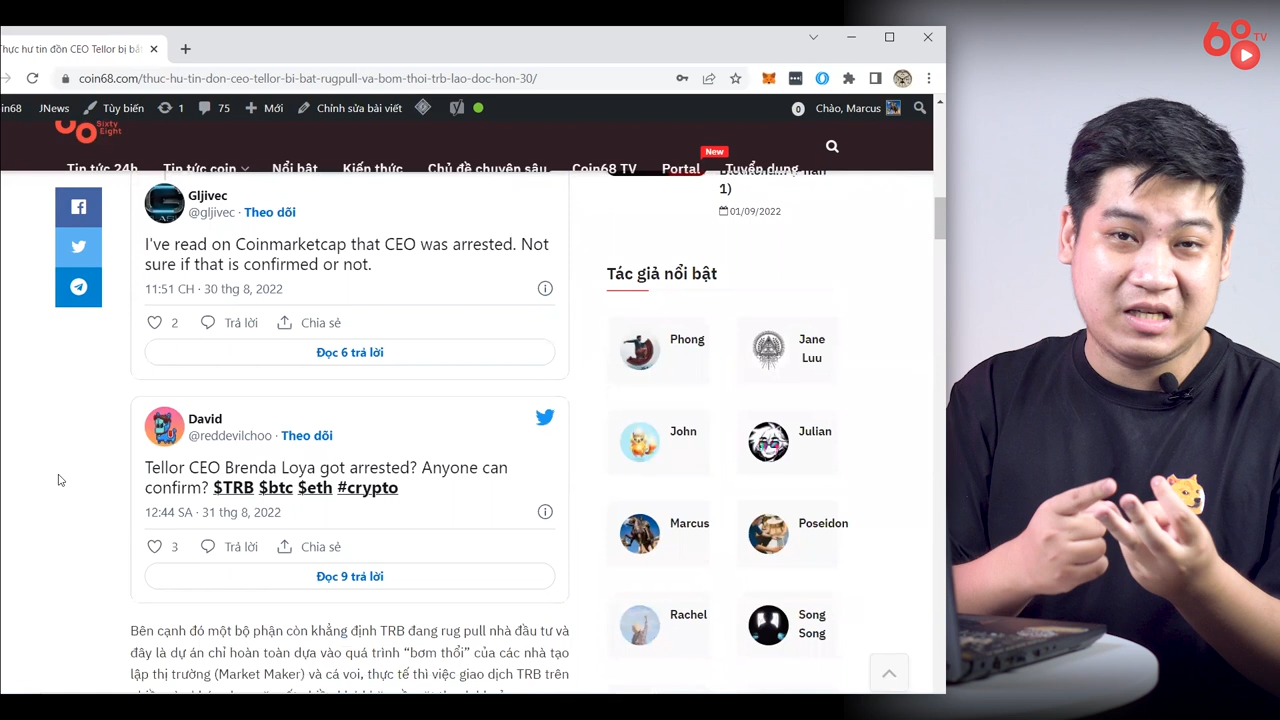 68 TV
Thực hư tin đồn CEO Tellor bị bắ
coin68.com/thuc-hu-tin-don-ceo-tellor-bi-bat-rugpull-va-bom-thoi-trb-lao-doc-hon-30/
in68 JNews Tùy biến 1 75 Mới Chỉnh sửa bài viết 0 Chào, Marcus
Sixty
Eight
New
Tin tức 24h Tin tức coin Nổi bật Kiến thức Chủ đề chuyên sâu Coin68 TV Portal Tuyển dụng
1)
01/09/2022
Gljivec
@gljivec · Theo dõi
I've read on Coinmarketcap that CEO was arrested. Not
sure if that is confirmed or not.
11:51 CH · 30 thg 8, 2022
2 Trả lời Chia sẻ
Đọc 6 trả lời
David
@reddevilchoo · Theo dõi
Tellor CEO Brenda Loya got arrested? Anyone can
confirm? $TRB $btc $eth #crypto
12:44 SA · 31 thg 8, 2022
3 Trả lời Chia sẻ
Đọc 9 trả lời
Bên cạnh đó một bộ phận còn khẳng định TRB đang rug pull nhà đầu tư và
đây là dự án chỉ hoàn toàn dựa vào quá trình “bơm thổi” của các nhà tạo
lập thị trường (Market Maker) và cá voi, thực tế thì việc giao dịch TRB trên
Tác giả nổi bật
Phong
Jane
Luu
John
Julian
Marcus
Poseidon
Rachel
Song
Song